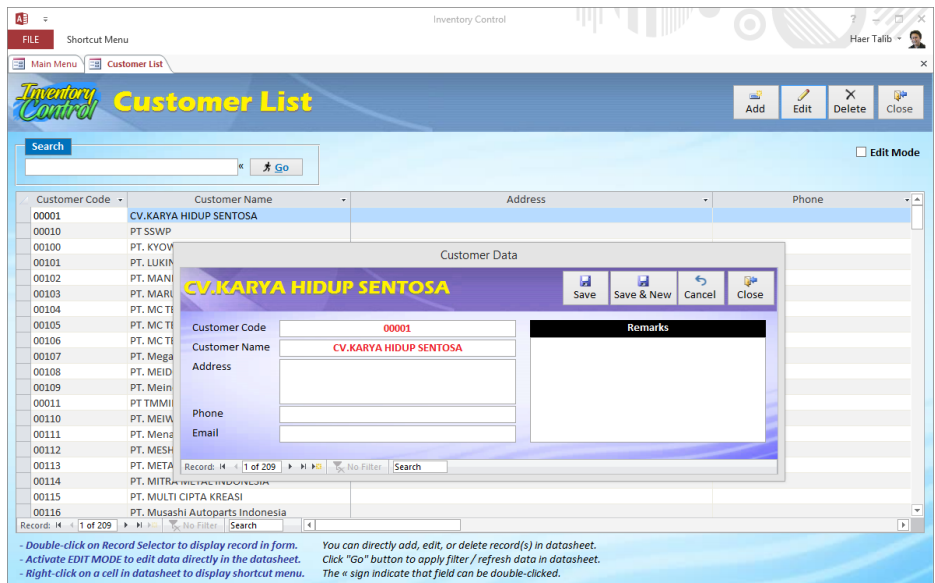 Inventory Control
?
FILE Shortcut Menu Haer Talib
Main Menu Customer List
Inventory Control Customer List Add Edit Delete Close
Search
« Go Edit Mode
Customer Code Customer Name Address Phone
00001 CV.KARYA HIDUP SENTOSA
00010 PT SSWP
00100 PT. KYOW
00101 PT. LUKIN
00102 PT. MANI
00103 PT. MARU
00104 PT. MC TE
00105 PT. MC TE
00106 PT. MC TE
00107 PT. Mega
00108 PT. MEID
00109 PT. Mein
00011 PT TMMI
00110 PT. MEIW
00111 PT. Mena
00112 PT. MESH
00113 PT. META
00114 PT. MITRA METAL INDONESIA
00115 PT. MULTI CIPTA KREASI
00116 PT. Musashi Autoparts Indonesia
Record: 1 of 209 No Filter Search
Customer Data
CV.KARYA HIDUP SENTOSA Save Save & New Cancel Close
Customer Code 00001
Customer Name CV.KARYA HIDUP SENTOSA
Address
Phone
Email
Remarks
Record: 1 of 209 No Filter Search
- Double-click on Record Selector to display record in form. You can directly add, edit, or delete record(s) in datasheet.
- Activate EDIT MODE to edit data directly in the datasheet. Click "Go" button to apply filter / refresh data in datasheet.
- Right-click on a cell in datasheet to display shortcut menu. The « sign indicate that field can be double-clicked.